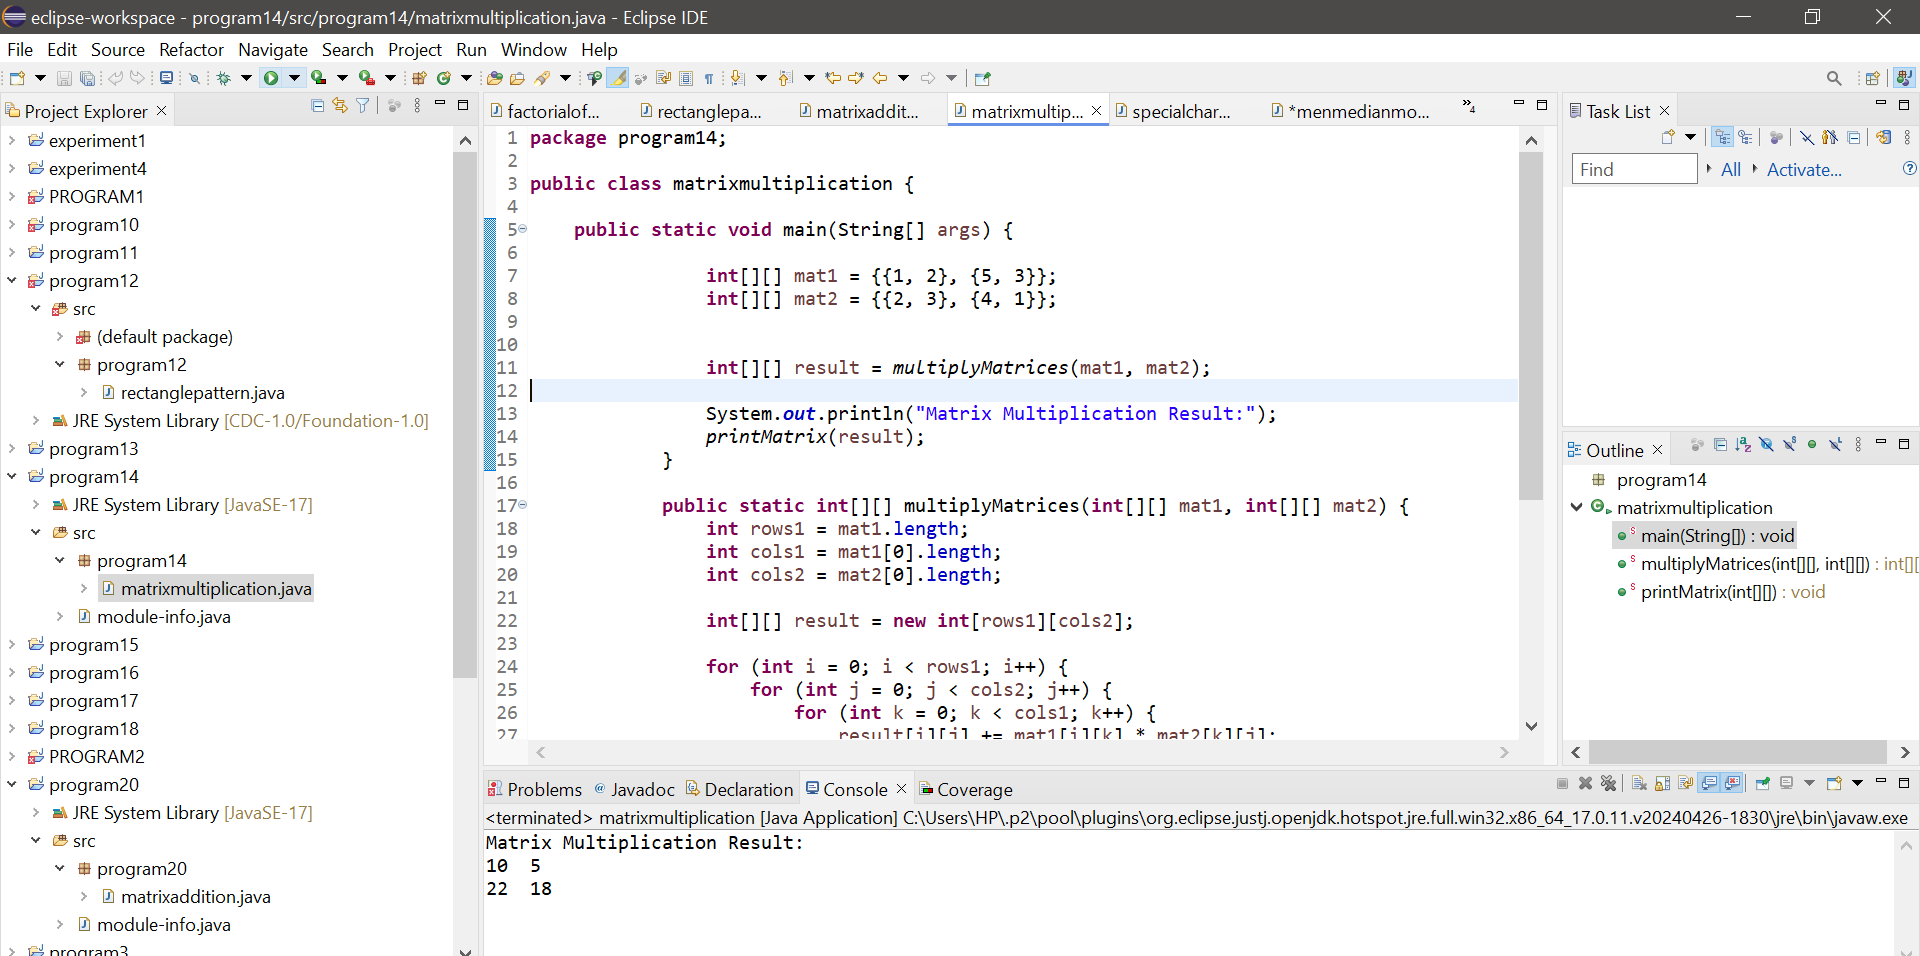 eclipse-workspace - program14/src/program14/matrixmultiplication.java - Eclipse IDE
File Edit Source Refactor Navigate Search Project Run Window Help
Project Explorer
experiment1
experiment4
PROGRAM1
program10
program11
program12
src
(default package)
program12
rectanglepattern.java
JRE System Library [CDC-1.0/Foundation-1.0]
program13
program14
JRE System Library [JavaSE-17]
src
program14
matrixmultiplication.java
module-info.java
program15
program16
program17
program18
PROGRAM2
program20
JRE System Library [JavaSE-17]
src
program20
matrixaddition.java
module-info.java
program3
factorialof... rectanglepa... matrixaddit... matrixmultip... specialchar... *menmedianmo... »4
1 package program14;
2
3 public class matrixmultiplication {
4
5 public static void main(String[] args) {
6
7 int[][] mat1 = {{1, 2}, {5, 3}};
8 int[][] mat2 = {{2, 3}, {4, 1}};
9
10
11 int[][] result = multiplyMatrices(mat1, mat2);
12
13 System.out.println("Matrix Multiplication Result:");
14 printMatrix(result);
15 }
16
17 public static int[][] multiplyMatrices(int[][] mat1, int[][] mat2) {
18 int rows1 = mat1.length;
19 int cols1 = mat1[0].length;
20 int cols2 = mat2[0].length;
21
22 int[][] result = new int[rows1][cols2];
23
24 for (int i = 0; i < rows1; i++) {
25 for (int j = 0; j < cols2; j++) {
26 for (int k = 0; k < cols1; k++) {
27 result[i][j] += mat1[i][k] * mat2[k][j];
Task List
Find All Activate...
Outline
program14
matrixmultiplication
main(String[]) : void
multiplyMatrices(int[][], int[][]) : int[][
printMatrix(int[][]) : void
Problems Javadoc Declaration Console Coverage
<terminated> matrixmultiplication [Java Application] C:\Users\HP\.p2\pool\plugins\org.eclipse.justj.openjdk.hotspot.jre.full.win32.x86_64_17.0.11.v20240426-1830\jre\bin\javaw.exe
Matrix Multiplication Result:
10 5
22 18